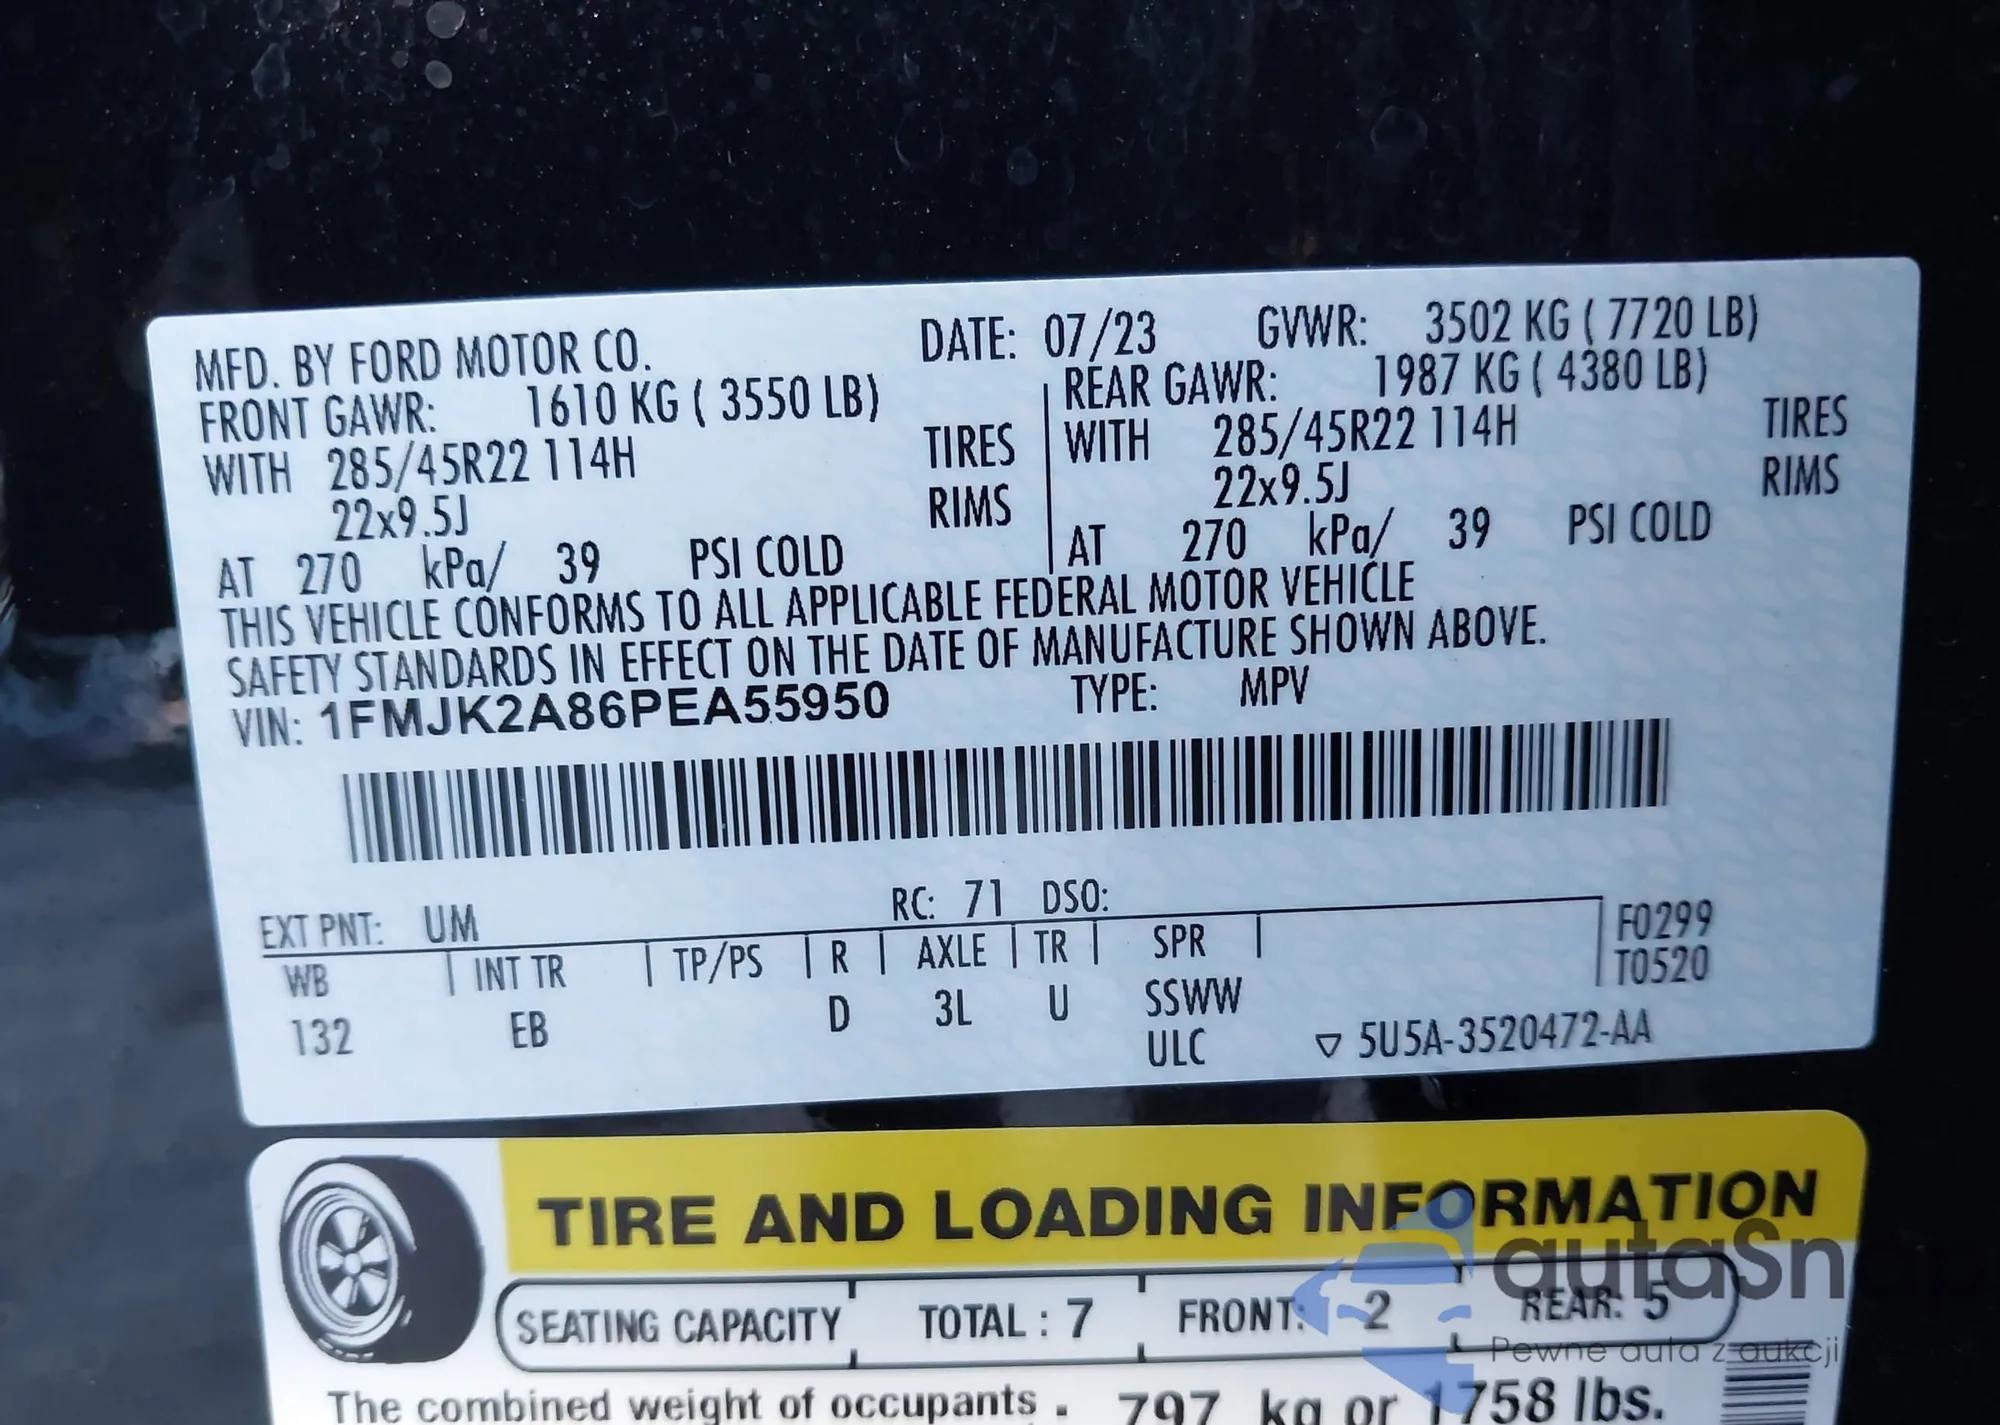 MFD. BY FORD MOTOR CO. DATE: 07/23 GVWR: 3502 KG ( 7720 LB)
FRONT GAWR: 1610 KG ( 3550 LB) REAR GAWR: 1987 KG ( 4380 LB)
WITH 285/45R22 114H TIRES WITH 285/45R22 114H TIRES
22x9.5J RIMS 22x9.5J RIMS
AT 270 kPa/ 39 PSI COLD AT 270 kPa/ 39 PSI COLD
THIS VEHICLE CONFORMS TO ALL APPLICABLE FEDERAL MOTOR VEHICLE
SAFETY STANDARDS IN EFFECT ON THE DATE OF MANUFACTURE SHOWN ABOVE.
VIN: 1FMJK2A86PEA55950 TYPE: MPV
EXT PNT: UM RC: 71 DSO:
WB INT TR TP/PS R AXLE TR SPR F0299
T0520
132 EB D 3L U SSWW
ULC ▽ 5U5A-3520472-AA
TIRE AND LOADING INFORMATION
SEATING CAPACITY TOTAL : 7 FRONT: 2 REAR: 5
The combined weight of occupants 797 kg or 1758 lbs.
autaSn
Pewne auta z aukcji